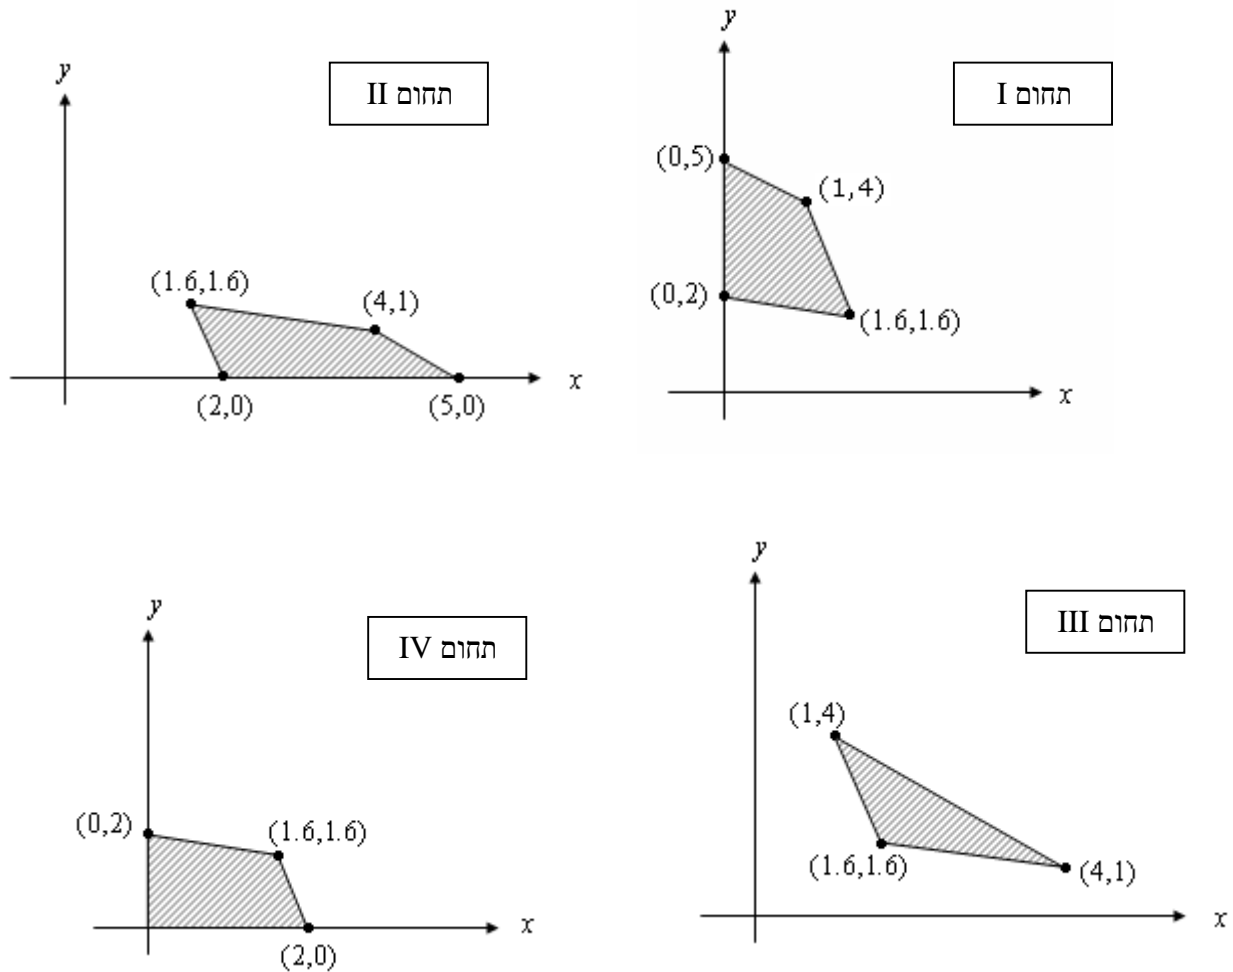 תחום I
y
(0,5)
(1,4)
(0,2)
(1.6,1.6)
x
תחום II
y
(1.6,1.6)
(4,1)
(2,0)
(5,0)
x
תחום III
y
(1,4)
(1.6,1.6)
(4,1)
x
תחום IV
y
(0,2)
(1.6,1.6)
(2,0)
x